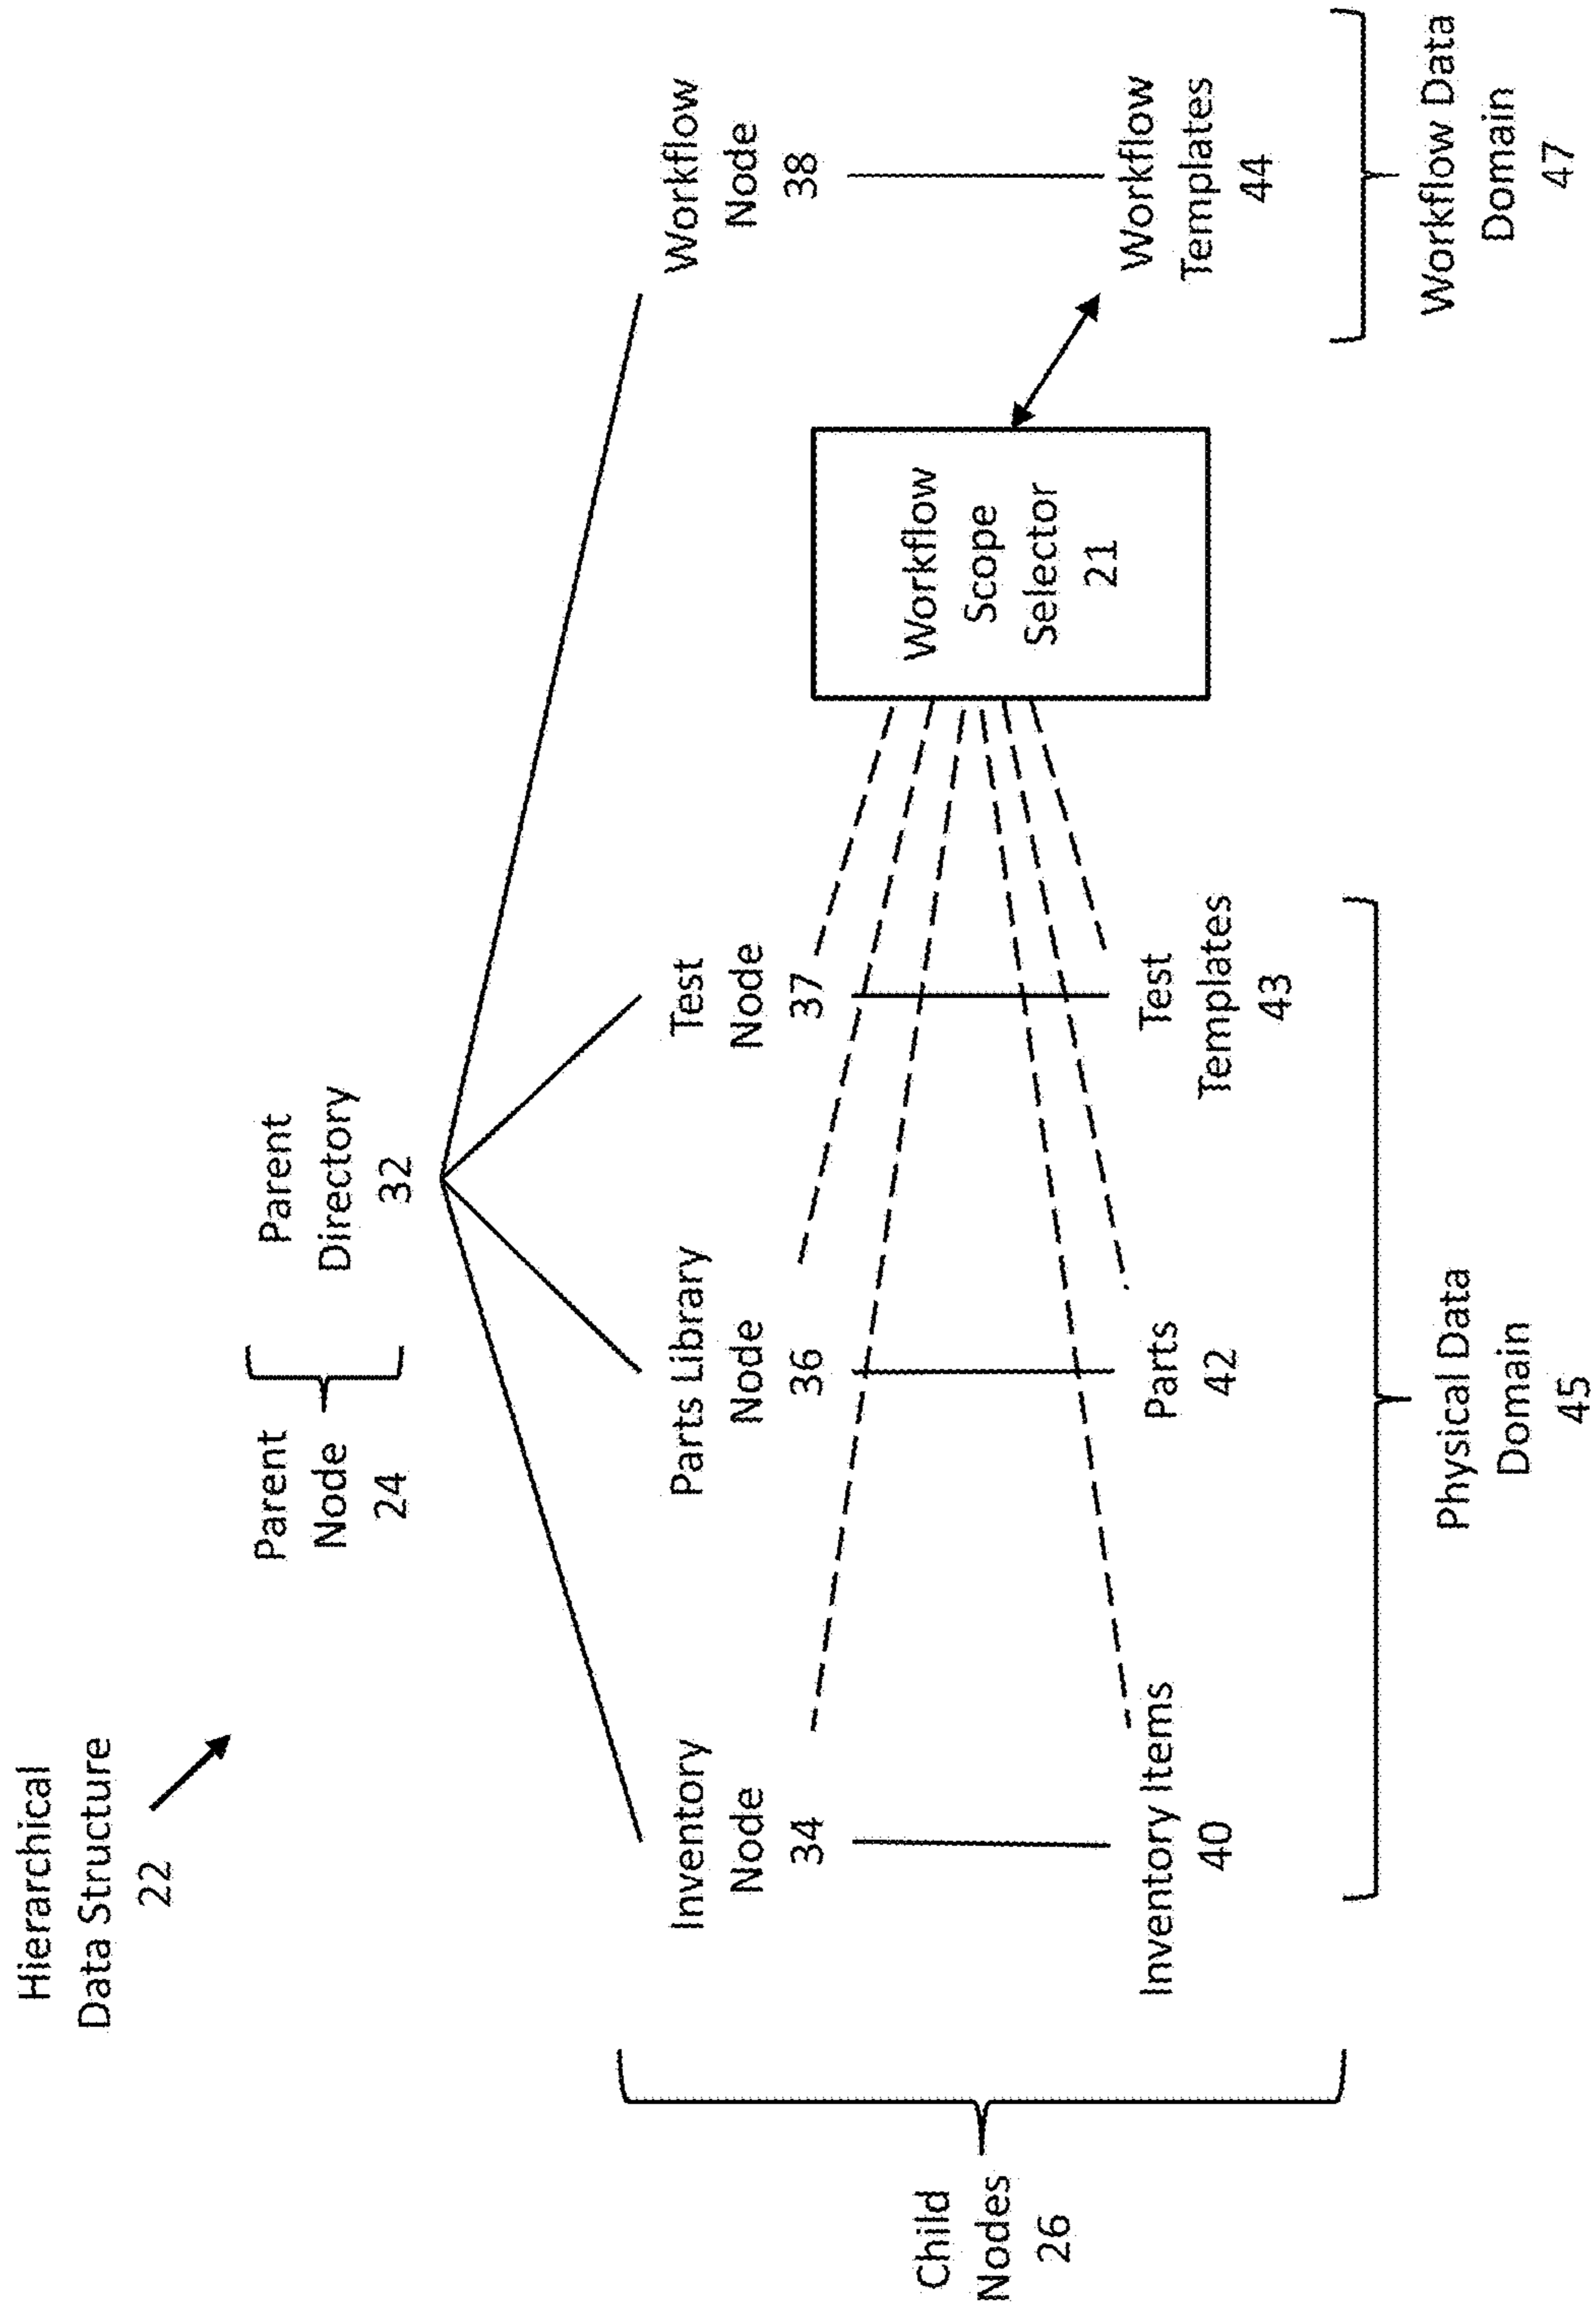 Hierarchical
Data Structure
22
Parent
Node
24
Parent
Directory
32
Inventory
Node
34
Parts Library
Node
36
Test
Node
37
Workflow
Node
38
Child
Nodes
26
Workflow
Scope
Selector
21
Inventory Items
40
Parts
42
Test
Templates
43
Workflow
Templates
44
Physical Data
Domain
45
Workflow Data
Domain
47